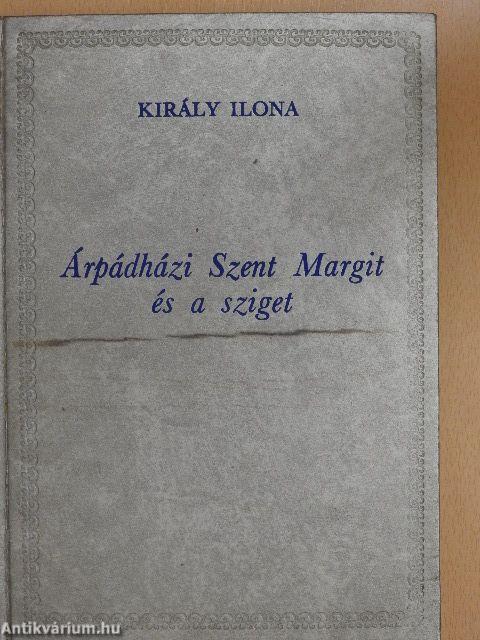 KIRÁLY ILONA
Árpádházi Szent Margit
és a sziget
Antikvárium.hu